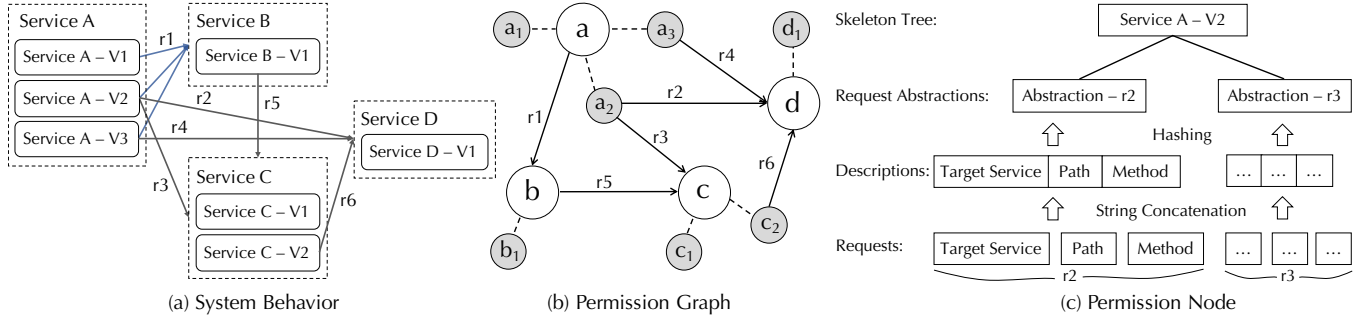 Service A
Service A – V1
Service A – V2
Service A – V3
r1
Service B
Service B – V1
r2
r5
r4
Service D
Service D – V1
r3
Service C
Service C – V1
Service C – V2
r6
(a) System Behavior
a1
a
a3
d1
r4
a2
r2
d
r1
r3
r6
b
r5
c
c2
b1
c1
(b) Permission Graph
Skeleton Tree:
Service A – V2
Request Abstractions:
Abstraction – r2
Abstraction – r3
Hashing
Descriptions:
Target Service
Path
Method
...
...
...
String Concatenation
Requests:
Target Service
Path
Method
...
...
...
r2
r3
(c) Permission Node